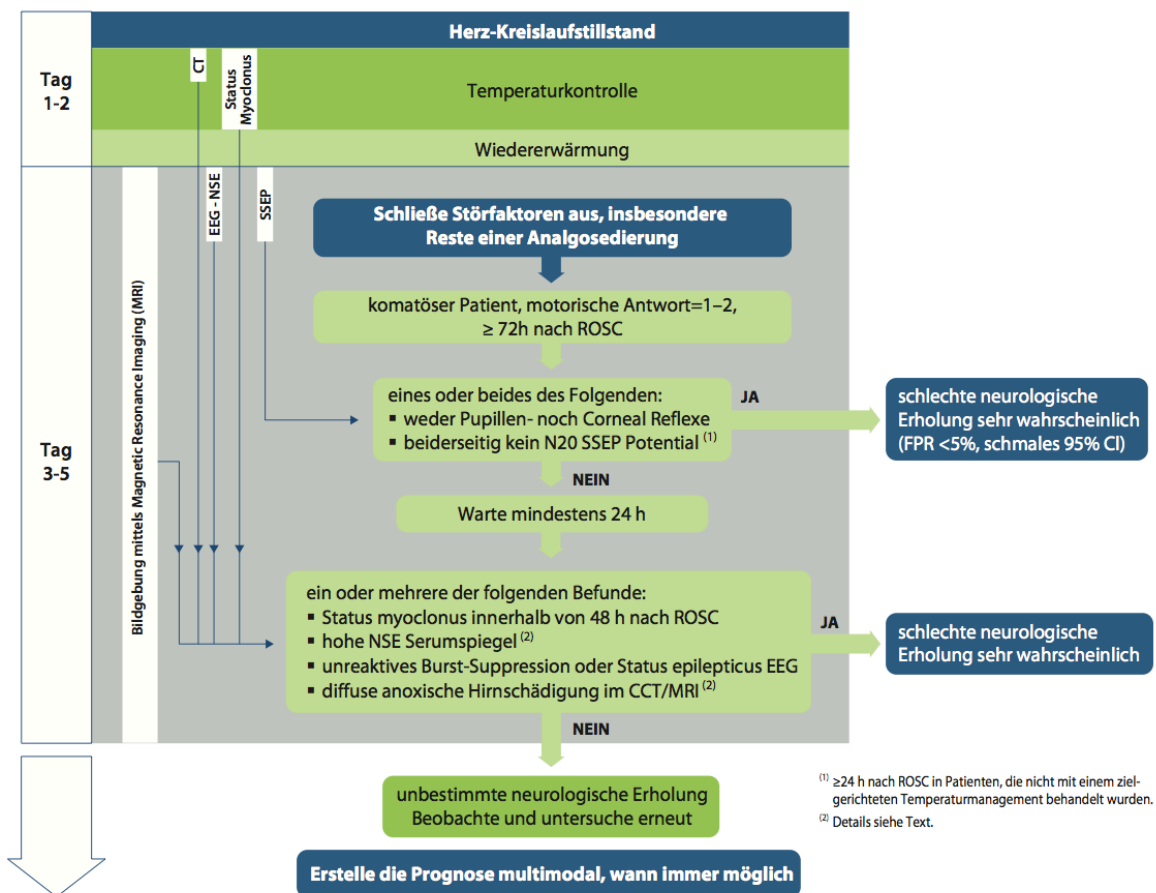 Herz-Kreislaufstillstand
Tag
1-2
CT
Status
Myoclonus
Temperaturkontrolle
Wiedererwärmung
Tag
3-5
Bildgebung mittels Magnetic Resonance Imaging (MRI)
EEG - NSE
SSEP
Schließe Störfaktoren aus, insbesondere
Reste einer Analgosedierung
komatöser Patient, motorische Antwort=1–2,
≥ 72h nach ROSC
eines oder beides des Folgenden:
▪ weder Pupillen- noch Corneal Reflexe
▪ beiderseitig kein N20 SSEP Potential (1)
JA
schlechte neurologische
Erholung sehr wahrscheinlich
(FPR <5%, schmales 95% CI)
NEIN
Warte mindestens 24 h
ein oder mehrere der folgenden Befunde:
▪ Status myoclonus innerhalb von 48 h nach ROSC
▪ hohe NSE Serumspiegel (2)
▪ unreaktives Burst-Suppression oder Status epilepticus EEG
▪ diffuse anoxische Hirnschädigung im CCT/MRI (2)
JA
schlechte neurologische
Erholung sehr wahrscheinlich
NEIN
unbestimmte neurologische Erholung
Beobachte und untersuche erneut
(1) ≥24 h nach ROSC in Patienten, die nicht mit einem ziel-
gerichteten Temperaturmanagement behandelt wurden.
(2) Details siehe Text.
Erstelle die Prognose multimodal, wann immer möglich